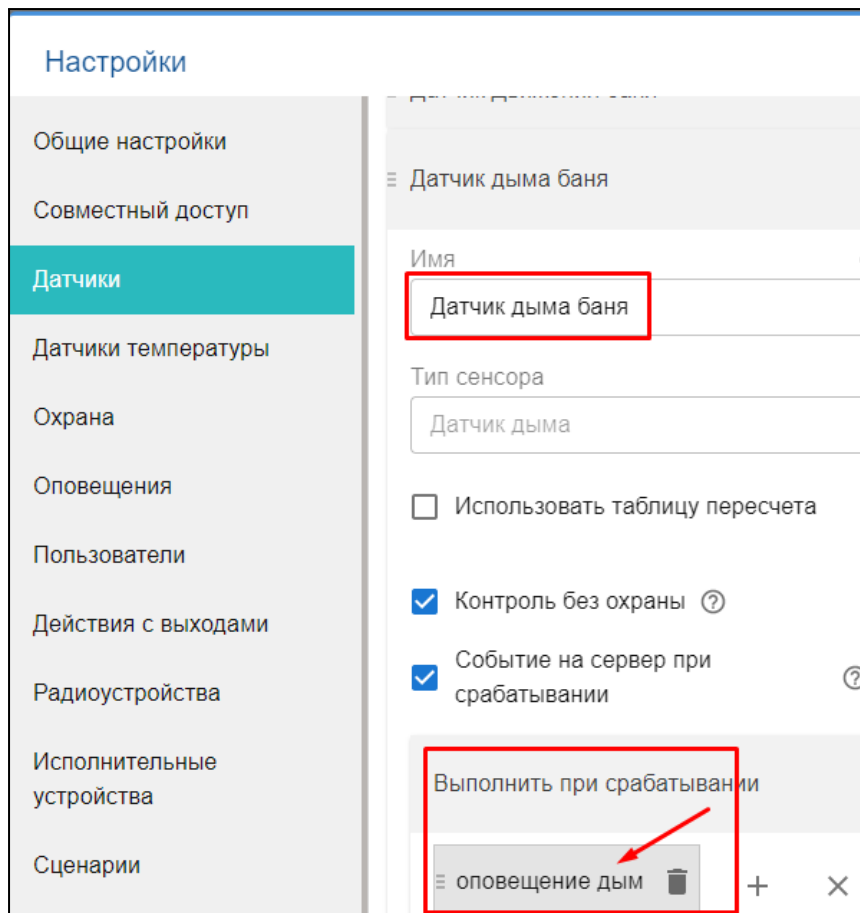 Настройки
Общие настройки
Совместный доступ
Датчики
Датчики температуры
Охрана
Оповещения
Пользователи
Действия с выходами
Радиоустройства
Исполнительные
устройства
Сценарии
Датчик дыма баня
Имя
Датчик дыма баня
Тип сенсора
Датчик дыма
Использовать таблицу пересчета
Контроль без охраны
Событие на сервер при
срабатывании
Выполнить при срабатывании
оповещение дым